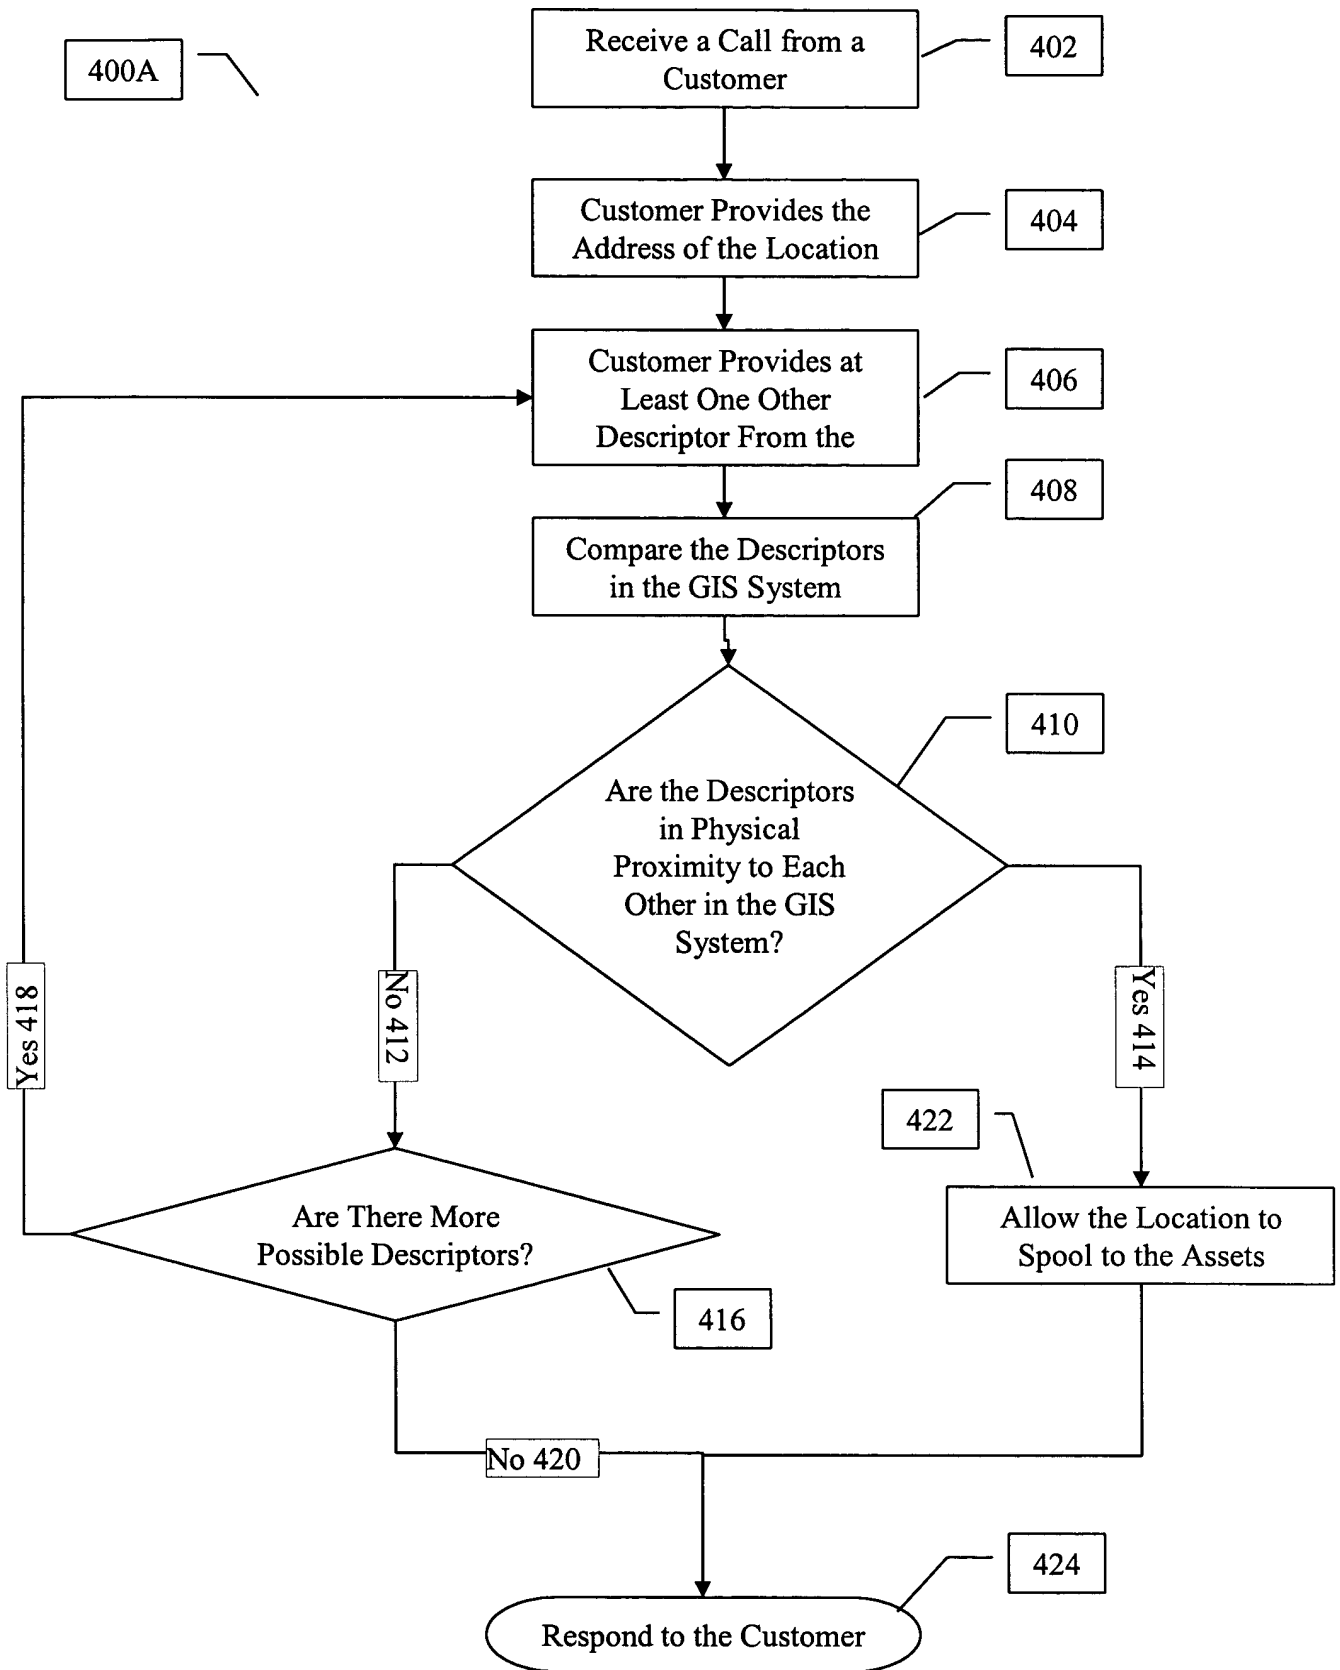 400A
Receive a Call from a
Customer
402
Customer Provides the
Address of the Location
404
Customer Provides at
Least One Other
Descriptor From the
406
408
Compare the Descriptors
in the GIS System
410
Are the Descriptors
in Physical
Proximity to Each
Other in the GIS
System?
Yes 418
No 412
Yes 414
422
Are There More
Possible Descriptors?
Allow the Location to
Spool to the Assets
416
No 420
424
Respond to the Customer